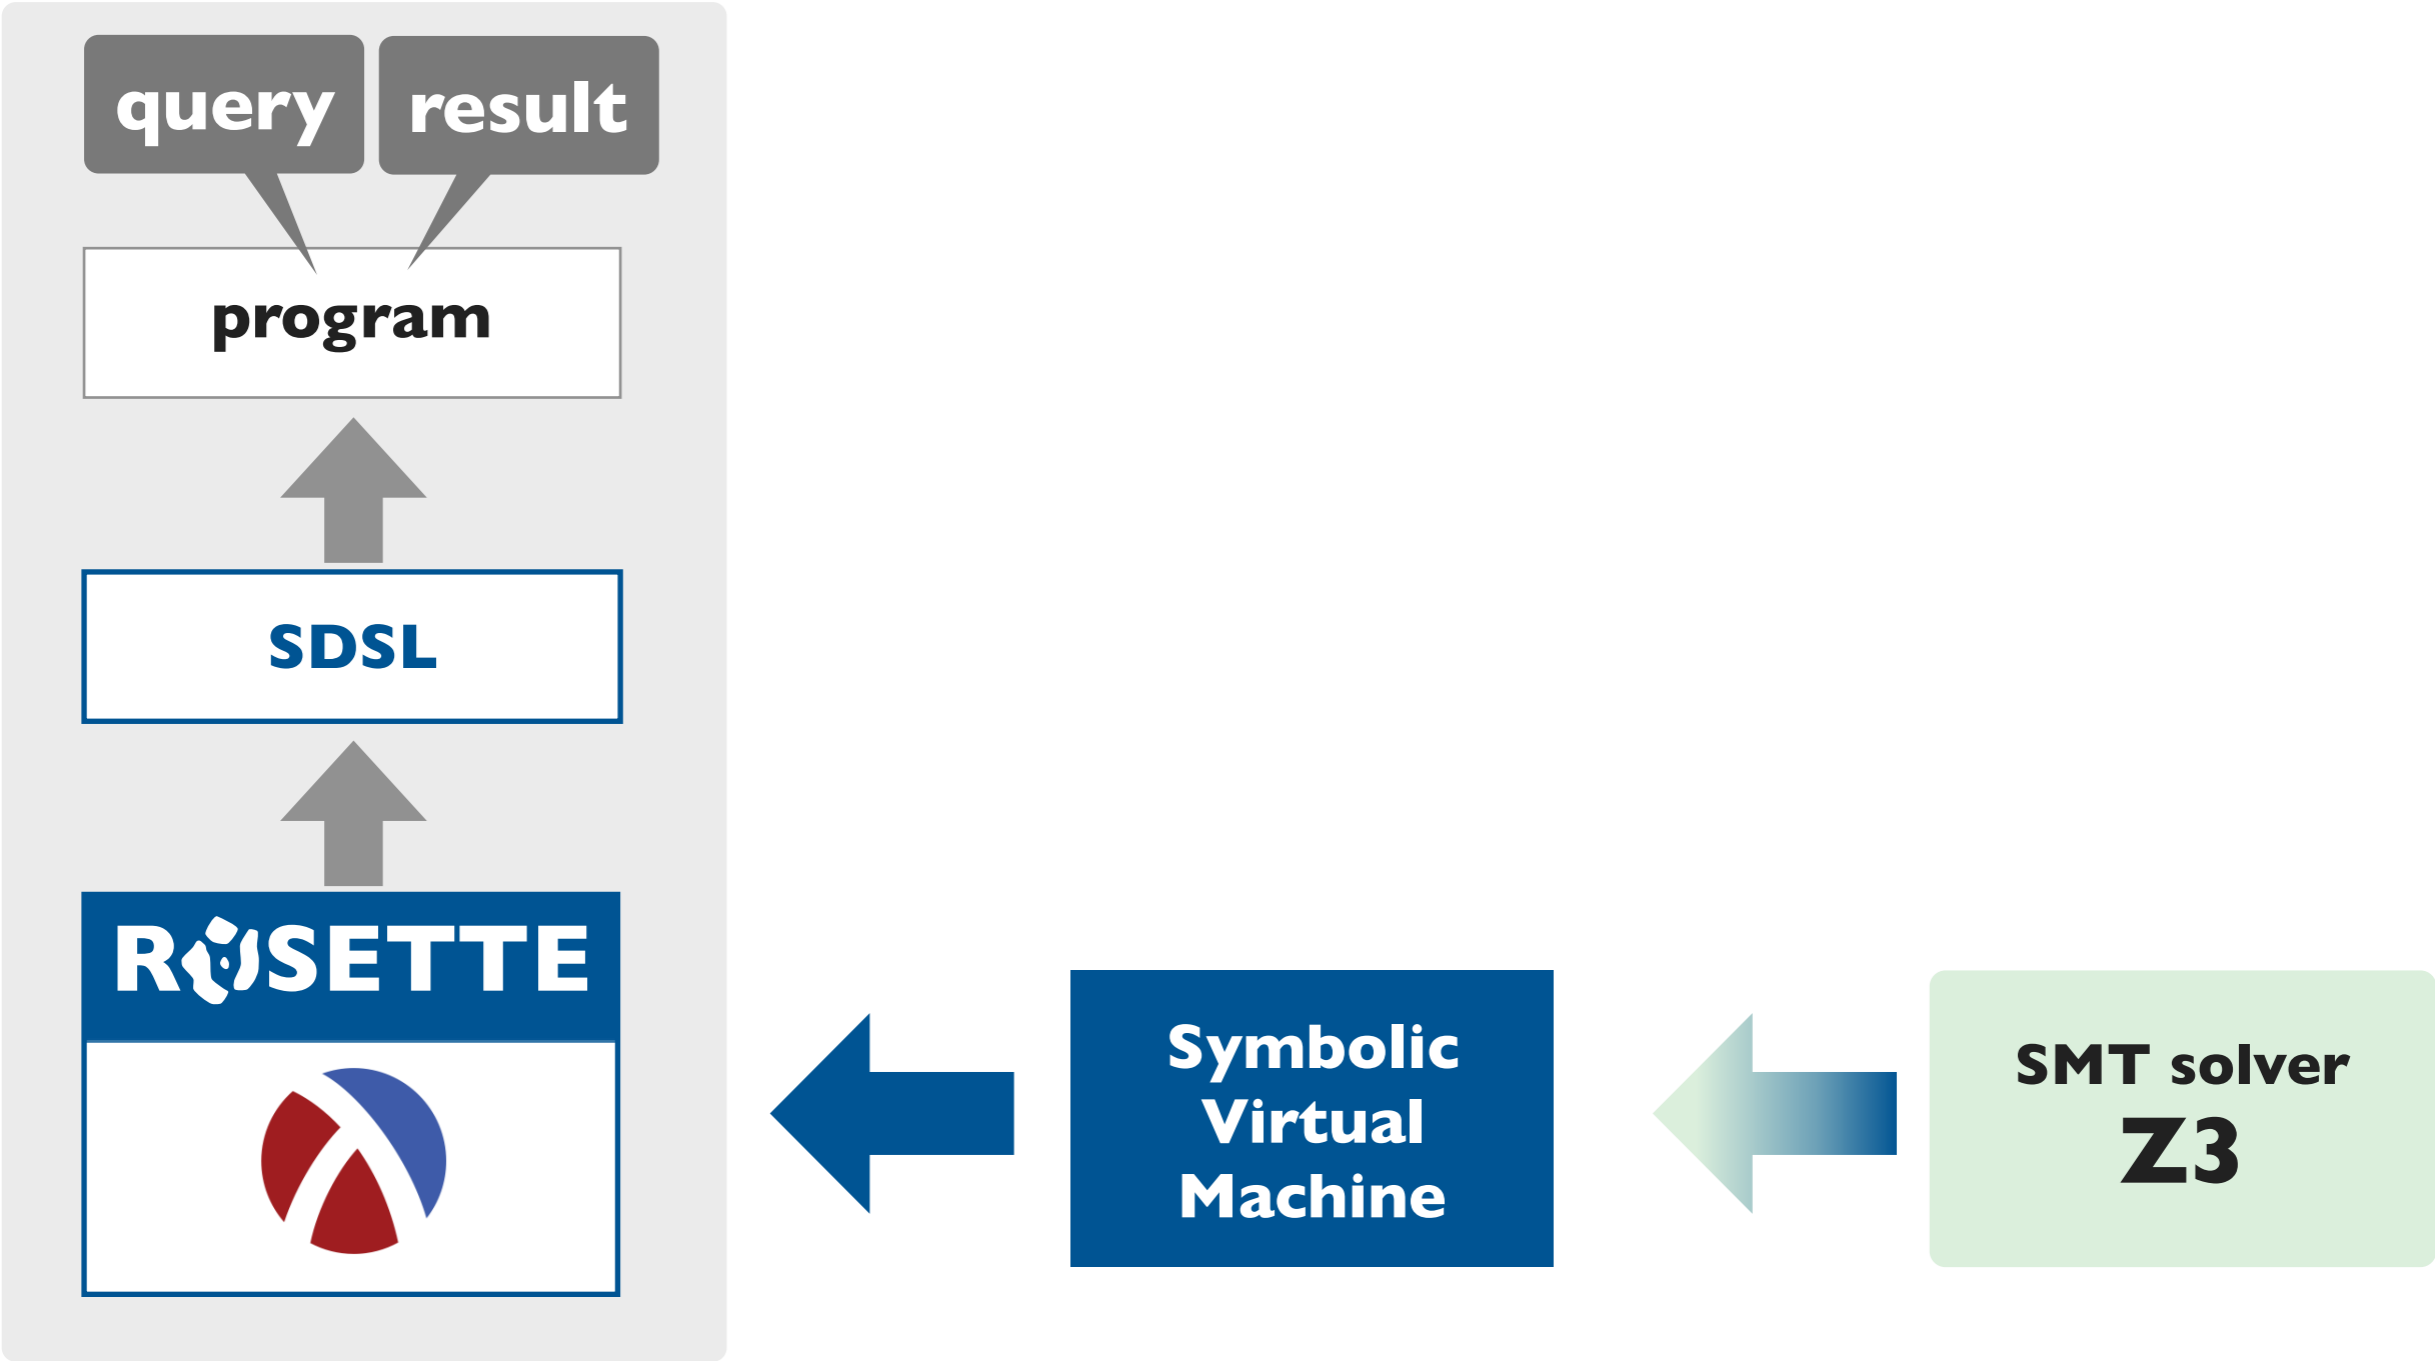 query
result
program
SDSL
ROSETTE
Symbolic
Virtual
Machine
SMT solver
Z3